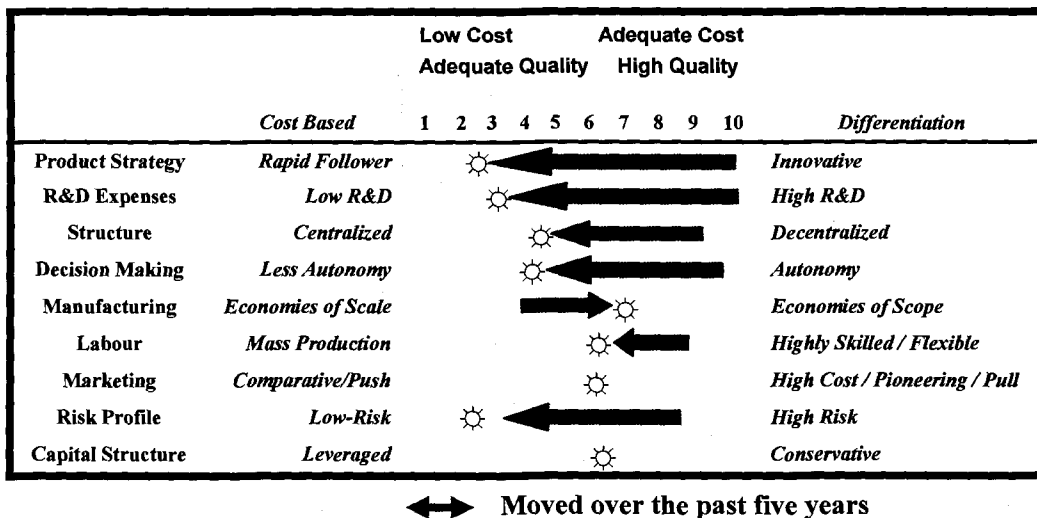 Low Cost Adequate Cost
Adequate Quality High Quality
Cost Based 1 2 3 4 5 6 7 8 9 10 Differentiation
Product Strategy Rapid Follower Innovative
R&D Expenses Low R&D High R&D
Structure Centralized Decentralized
Decision Making Less Autonomy Autonomy
Manufacturing Economies of Scale Economies of Scope
Labour Mass Production Highly Skilled / Flexible
Marketing Comparative/Push High Cost / Pioneering / Pull
Risk Profile Low-Risk High Risk
Capital Structure Leveraged Conservative
Moved over the past five years